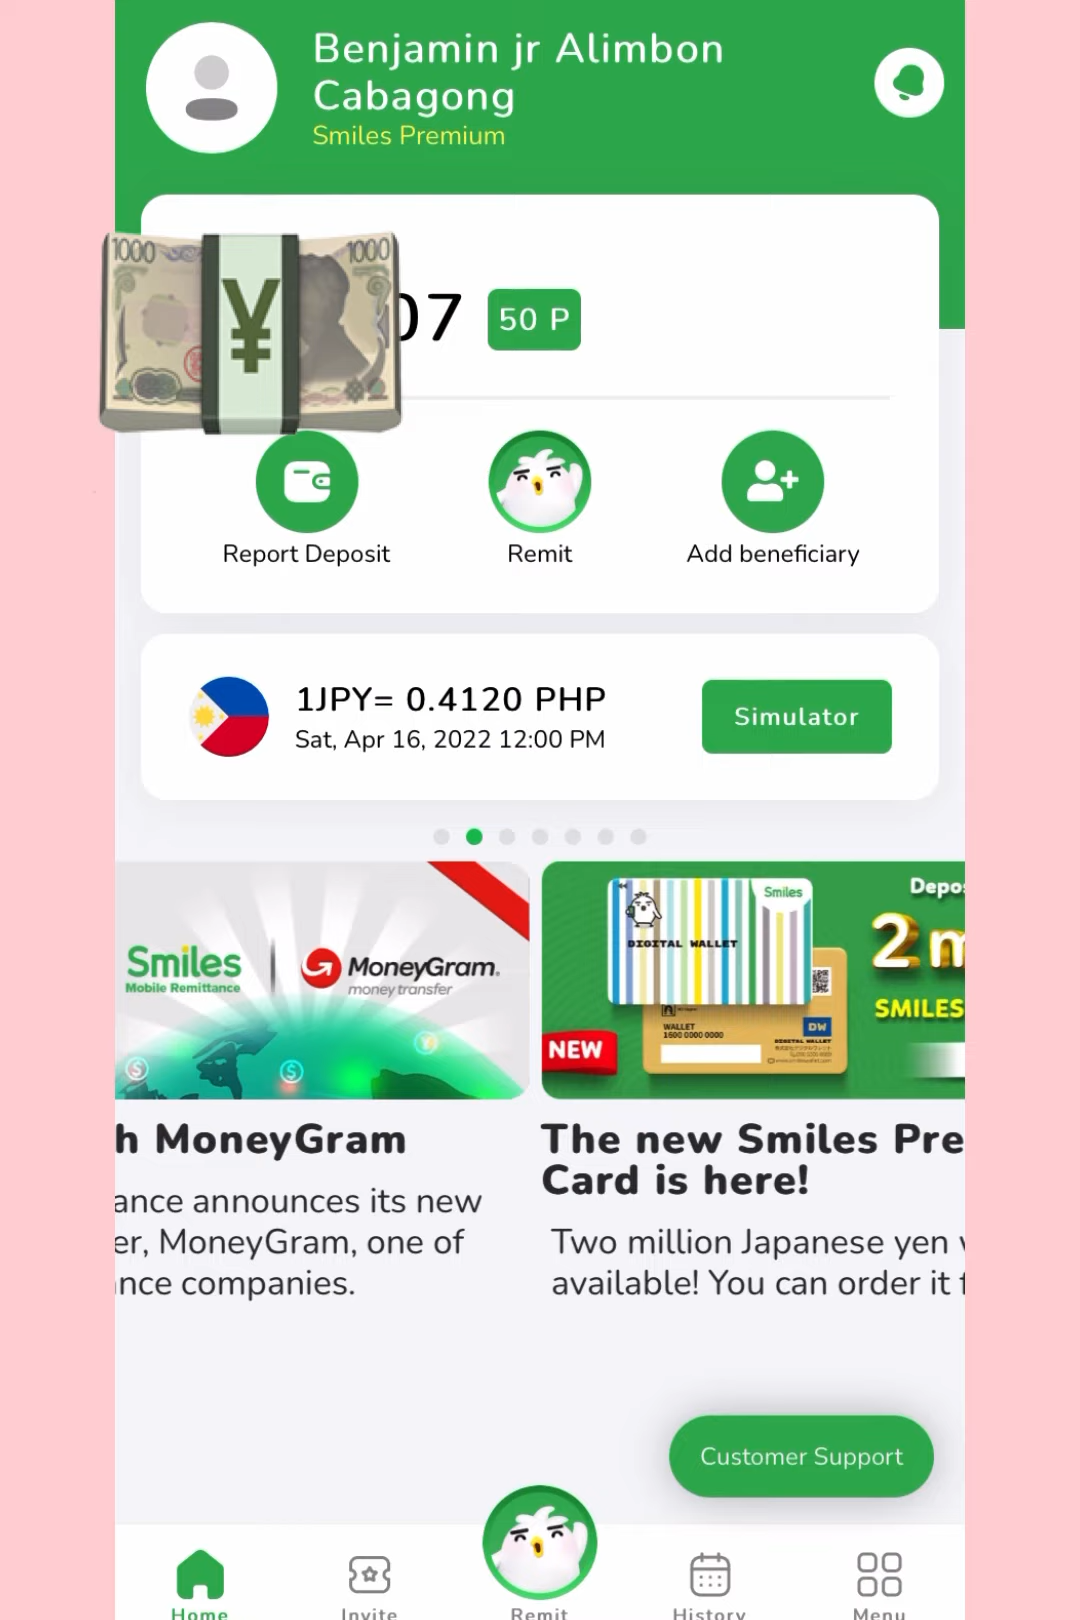 Benjamin jr Alimbon
Cabagong
Smiles Premium
1000 1000
¥
07 50 P
Report Deposit Remit Add beneficiary
1JPY= 0.4120 PHP
Sat, Apr 16, 2022 12:00 PM
Simulator
Smiles
Mobile Remittance
MoneyGram
money transfer
Smiles
DIGITAL WALLET
WALLET
DW
NEW
Depos
2 m
SMILES
h MoneyGram
ance announces its new
er, MoneyGram, one of
nce companies.
The new Smiles Pre
Card is here!
Two million Japanese yen
available! You can order it
Customer Support
Home Invite Remit History Menu